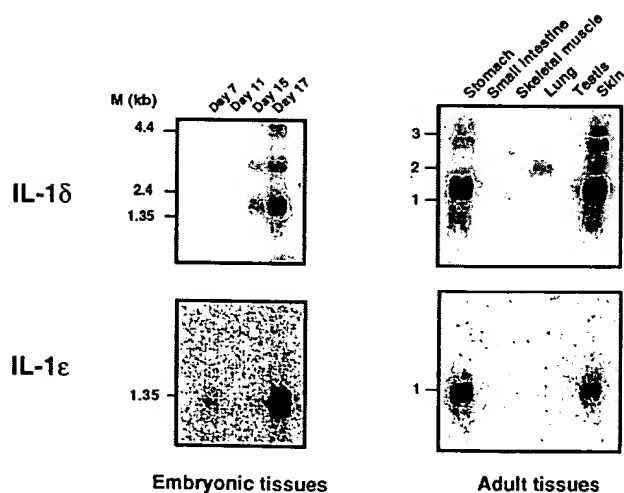 Day 7
Day 11
Day 15
Day 17
M (kb)
4.4
2.4
1.35
IL-1δ
Stomach
Small intestine
Skeletal muscle
Lung
Testis
Skin
3
2
1
IL-1ε
1.35
1
Embryonic tissues
Adult tissues